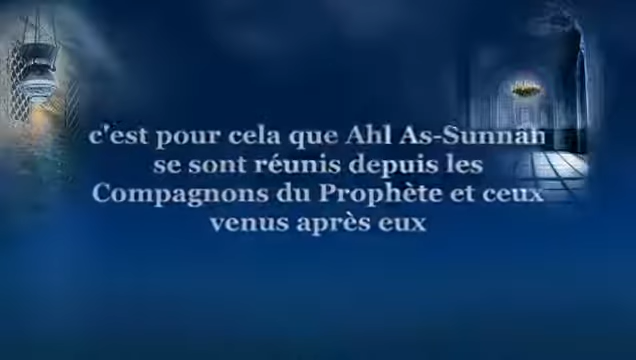 c'est pour cela que Ahl As-Sunnah
se sont réunis depuis les
Compagnons du Prophète et ceux
venus après eux